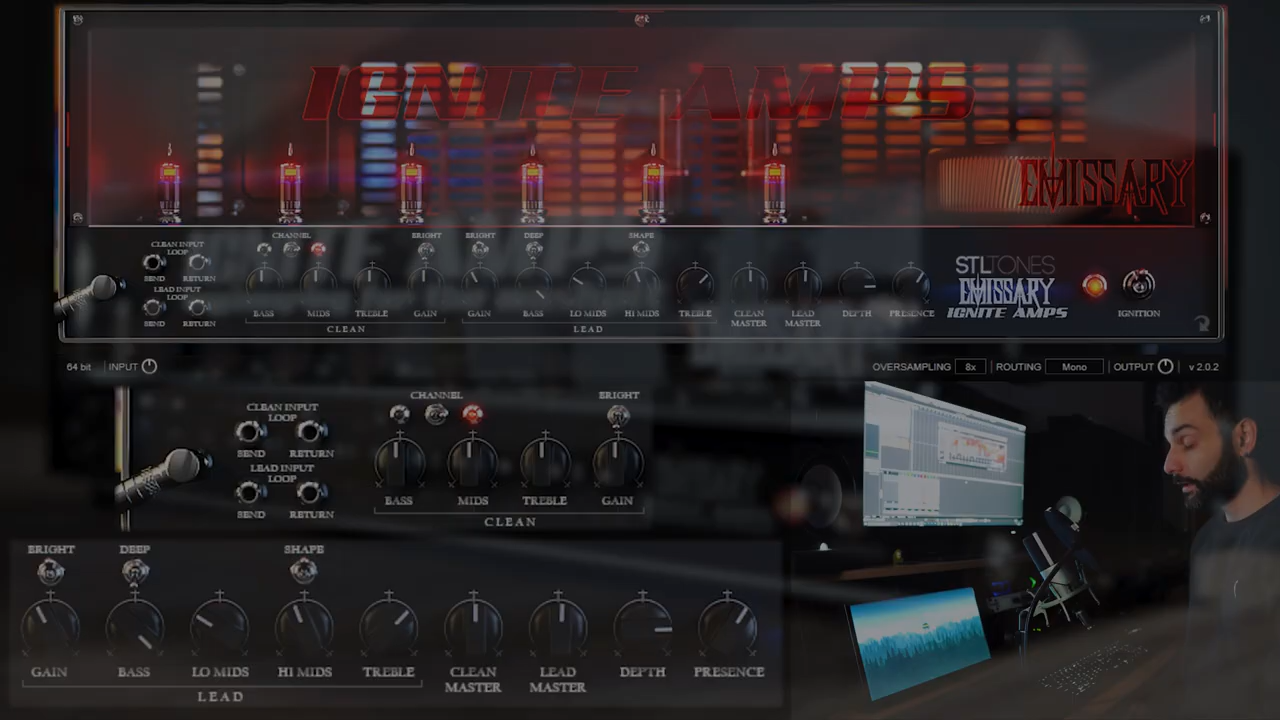 IGNITE AMPS
EMISSARY
CLEAN INPUT
LOOP
SEND RETURN
LEAD INPUT
LOOP
SEND RETURN
CHANNEL BRIGHT BRIGHT DEEP SHAPE
BASS MIDS TREBLE GAIN GAIN BASS LO MIDS HI MIDS TREBLE CLEAN MASTER LEAD MASTER DEPTH PRESENCE
CLEAN LEAD
STLTONES
EMISSARY
IGNITE AMPS
IGNITION
64 bit INPUT OVERSAMPLING 8x ROUTING Mono OUTPUT v 2.0.2
CLEAN INPUT
LOOP
SEND RETURN
LEAD INPUT
LOOP
SEND RETURN
CHANNEL BRIGHT
BASS MIDS TREBLE GAIN
CLEAN
BRIGHT DEEP SHAPE
GAIN BASS LO MIDS HI MIDS TREBLE CLEAN MASTER LEAD MASTER DEPTH PRESENCE
LEAD